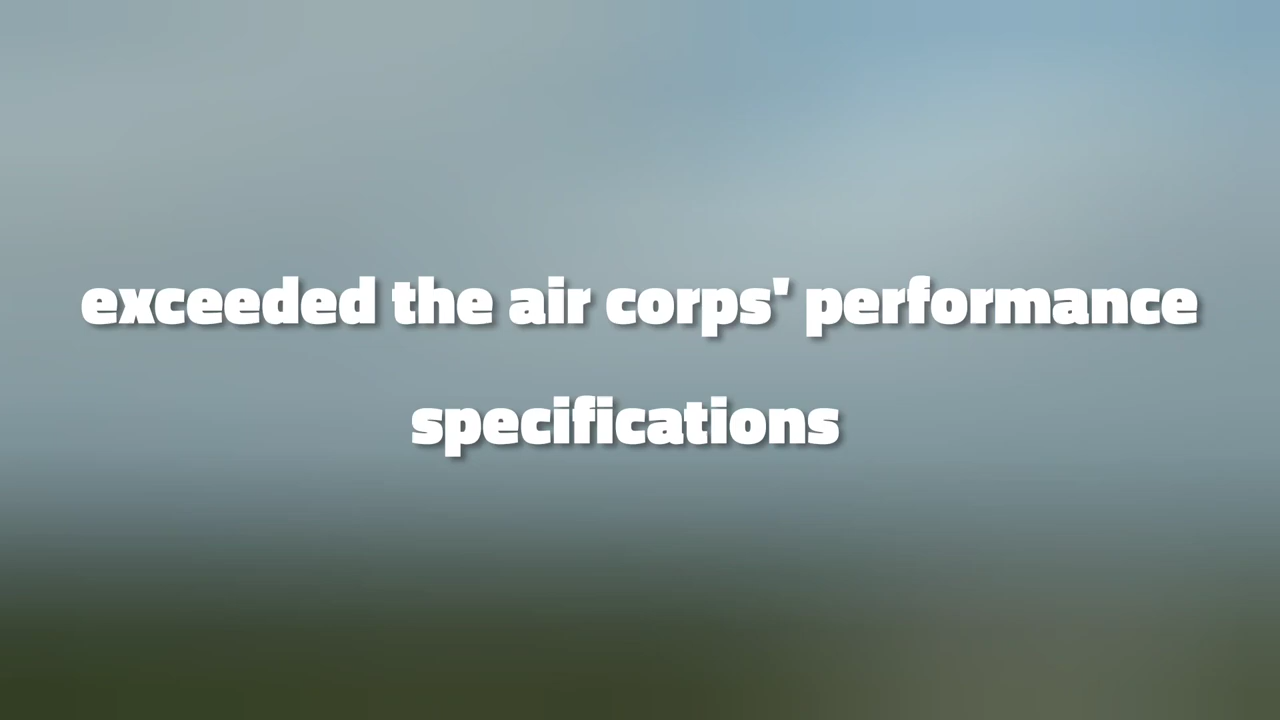 exceeded the air corps' performance
specifications